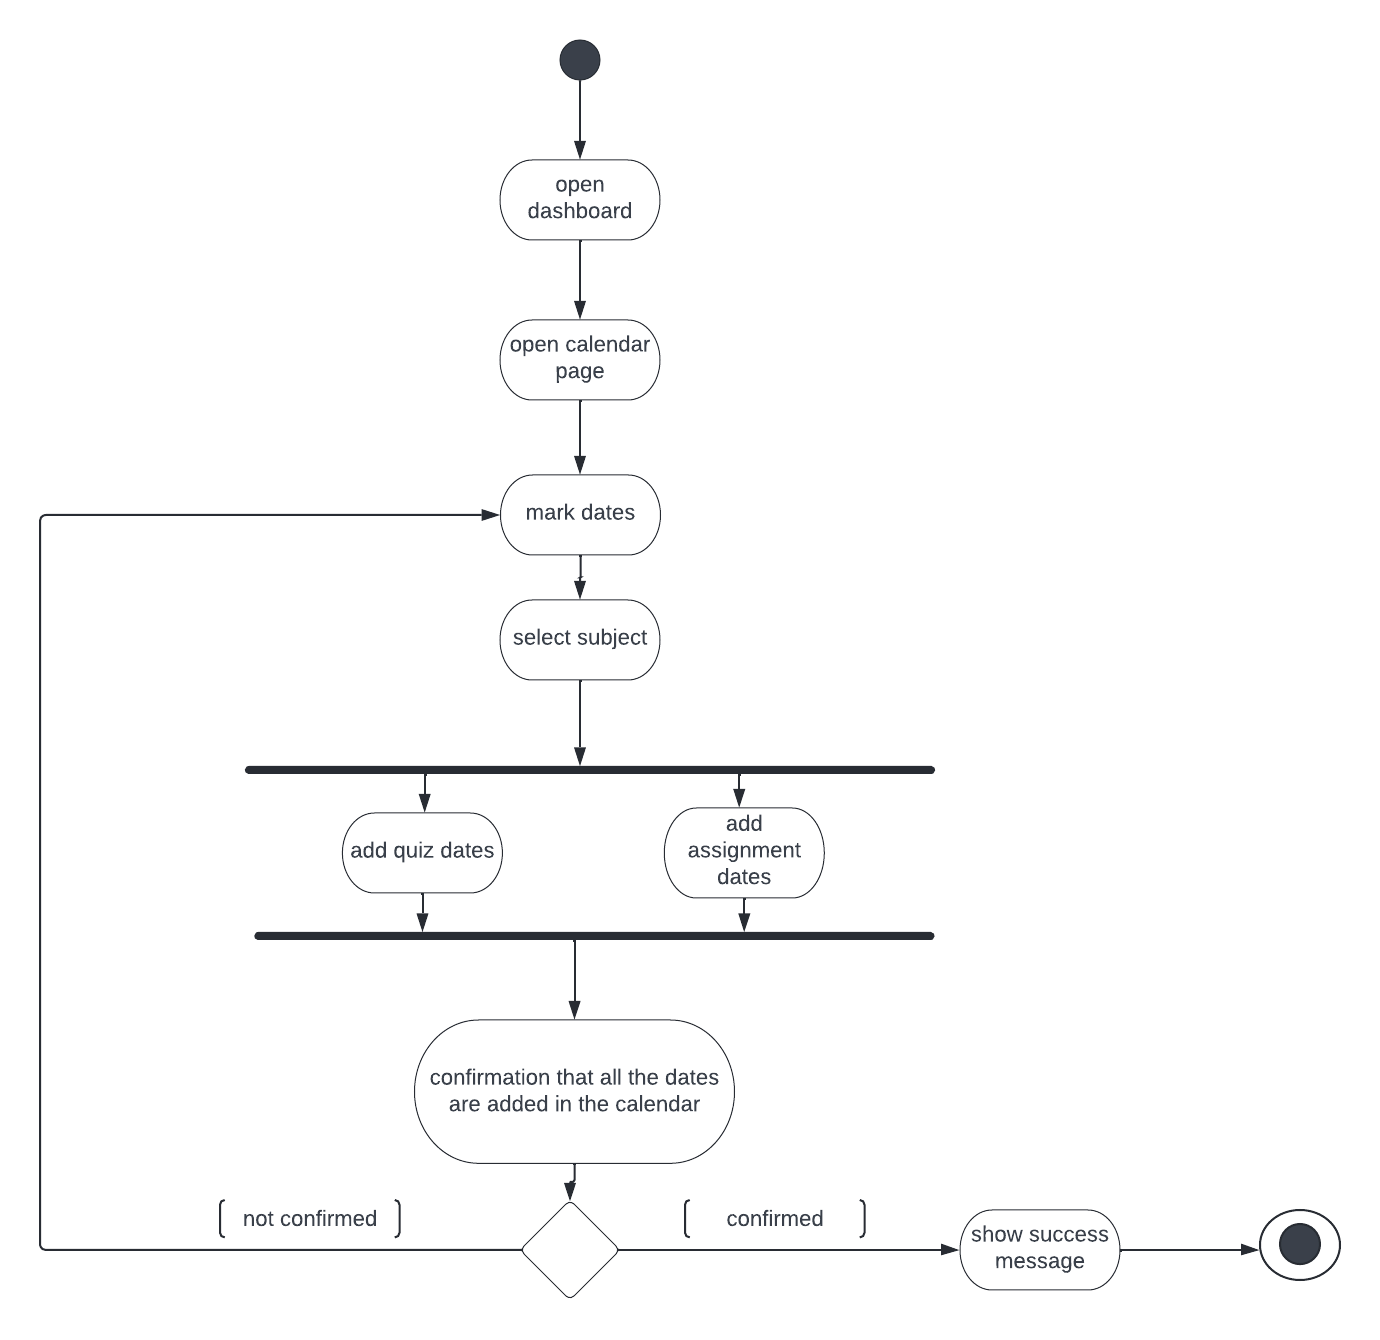 open
dashboard
open calendar
page
mark dates
select subject
add quiz dates
add
assignment
dates
confirmation that all the dates
are added in the calendar
[ not confirmed ]
[ confirmed ]
show success
message